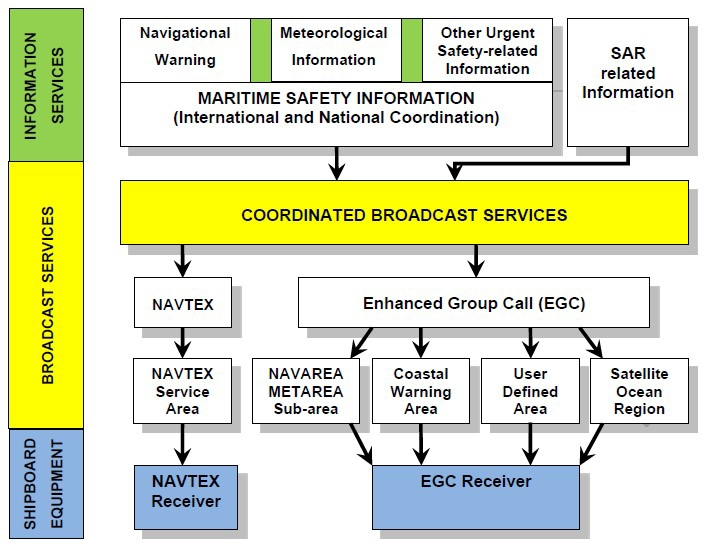 INFORMATION
SERVICES
Navigational
Warning
Meteorological
Information
Other Urgent
Safety-related
Information
MARITIME SAFETY INFORMATION
(International and National Coordination)
SAR
related
Information
BROADCAST SERVICES
COORDINATED BROADCAST SERVICES
NAVTEX
Enhanced Group Call (EGC)
NAVTEX
Service
Area
NAVAREA
METAREA
Sub-area
Coastal
Warning
Area
User
Defined
Area
Satellite
Ocean
Region
SHIPBOARD
EQUIPMENT
NAVTEX
Receiver
EGC Receiver